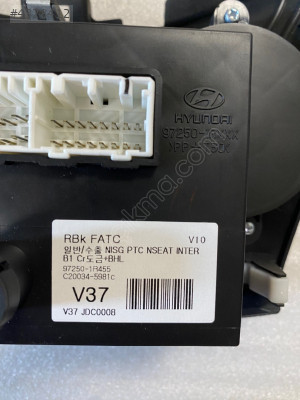 HYUNDAI
RBk FATC V10
일반/수출 NISG PTC NSEAT INTER
B1 Cr도금+BHL
97250-1R455
C20034-5981c
V37
V37 JDC0008